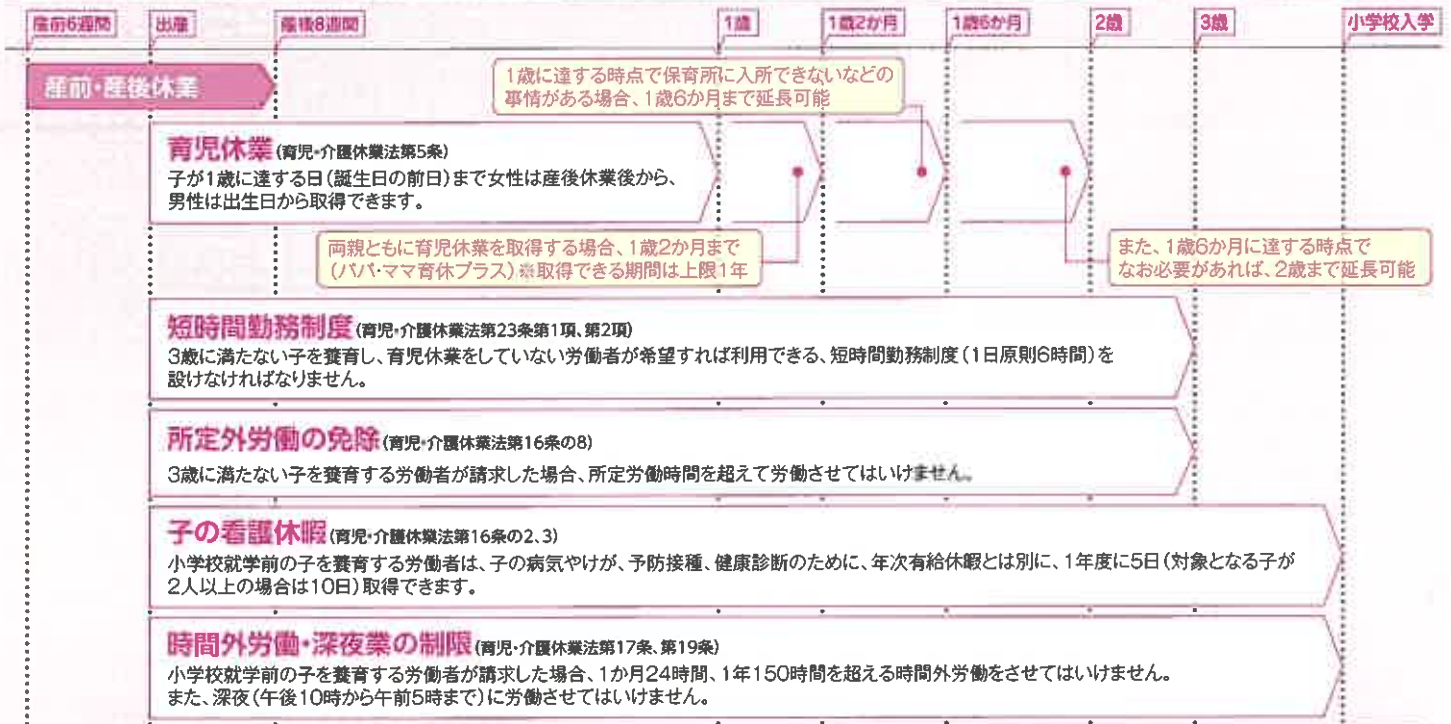 産前6週間 出産 産後8週間 1歳 1歳2か月 1歳6か月 2歳 3歳 小学校入学
産前・産後休業
1歳に達する時点で保育所に入所できないなどの
事情がある場合、1歳6か月まで延長可能
育児休業(育児・介護休業法第5条)
子が1歳に達する日(誕生日の前日)まで女性は産後休業後から、
男性は出生日から取得できます。
両親ともに育児休業を取得する場合、1歳2か月まで
(パパ・ママ育休プラス)※取得できる期間は上限1年
また、1歳6か月に達する時点で
なお必要があれば、2歳まで延長可能
短時間勤務制度(育児・介護休業法第23条第1項、第2項)
3歳に満たない子を養育し、育児休業をしていない労働者が希望すれば利用できる、短時間勤務制度(1日原則6時間)を
設けなければなりません。
所定外労働の免除(育児・介護休業法第16条の8)
3歳に満たない子を養育する労働者が請求した場合、所定労働時間を超えて労働させてはいけません。
子の看護休暇(育児・介護休業法第16条の2、3)
小学校就学前の子を養育する労働者は、子の病気やけが、予防接種、健康診断のために、年次有給休暇とは別に、1年度に5日(対象となる子が
2人以上の場合は10日)取得できます。
時間外労働・深夜業の制限(育児・介護休業法第17条、第19条)
小学校就学前の子を養育する労働者が請求した場合、1か月24時間、1年150時間を超える時間外労働をさせてはいけません。
また、深夜(午後10時から午前5時まで)に労働させてはいけません。